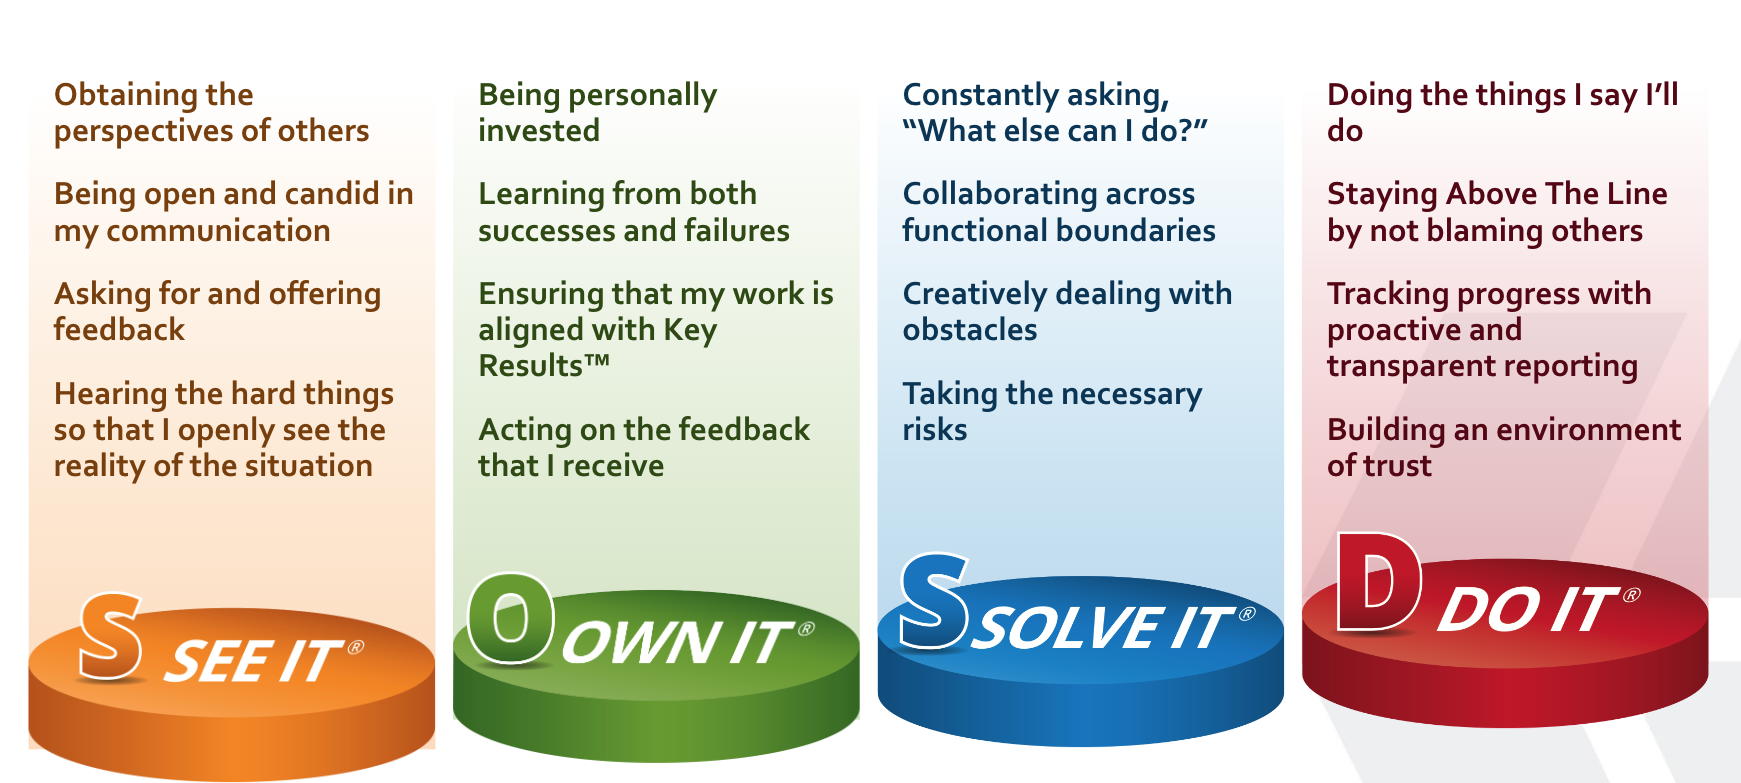 Obtaining the
perspectives of others
Being open and candid in
my communication
Asking for and offering
feedback
Hearing the hard things
so that I openly see the
reality of the situation
S SEE IT®
Being personally
invested
Learning from both
successes and failures
Ensuring that my work is
aligned with Key
Results™
Acting on the feedback
that I receive
O OWN IT®
Constantly asking,
“What else can I do?”
Collaborating across
functional boundaries
Creatively dealing with
obstacles
Taking the necessary
risks
S SOLVE IT®
Doing the things I say I’ll
do
Staying Above The Line
by not blaming others
Tracking progress with
proactive and
transparent reporting
Building an environment
of trust
D DO IT®